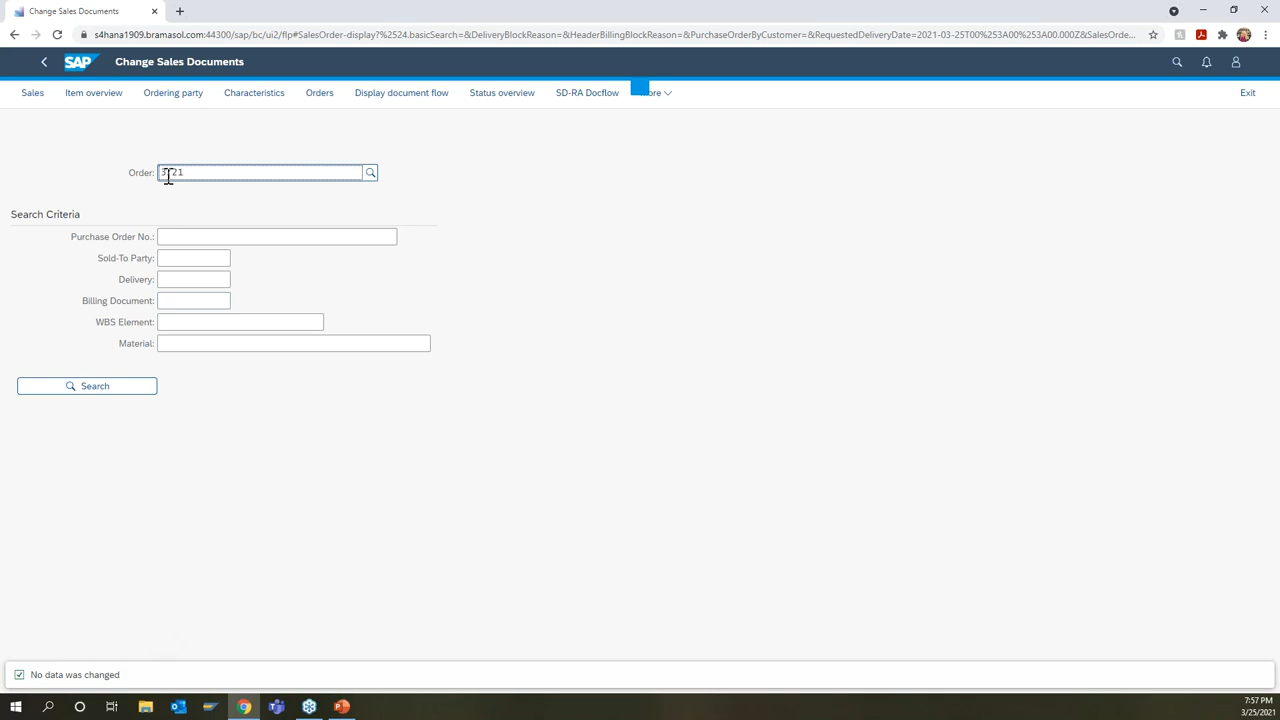 Change Sales Documents
s4hana1909.bramasol.com:44300/sap/bc/ui2/flp#SalesOrder-display?%2524.basicSearch=&DeliveryBlockReason=&HeaderBillingBlockReason=&PurchaseOrderByCustomer=&RequestedDeliveryDate=2021-03-25T00%253A00%253A00.000Z&SalesOrde...
SAP Change Sales Documents
Sales Item overview Ordering party Characteristics Orders Display document flow Status overview SD-RA Docflow Exit
Order:
Search Criteria
Purchase Order No.:
Sold-To Party:
Delivery:
Billing Document:
WBS Element:
Material:
Search
No data was changed
7:57 PM
3/25/2021